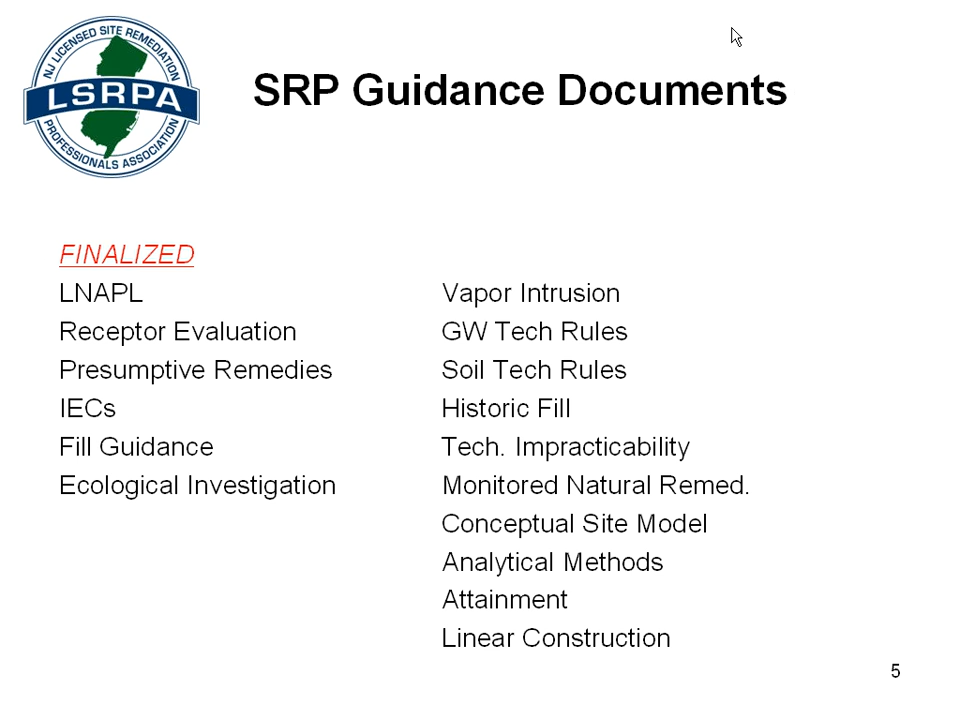 NJ LICENSED SITE REMEDIATION
LSRPA
PROFESSIONALS ASSOCIATION
SRP Guidance Documents
FINALIZED
LNAPL
Receptor Evaluation
Presumptive Remedies
IECs
Fill Guidance
Ecological Investigation
Vapor Intrusion
GW Tech Rules
Soil Tech Rules
Historic Fill
Tech. Impracticability
Monitored Natural Remed.
Conceptual Site Model
Analytical Methods
Attainment
Linear Construction
5